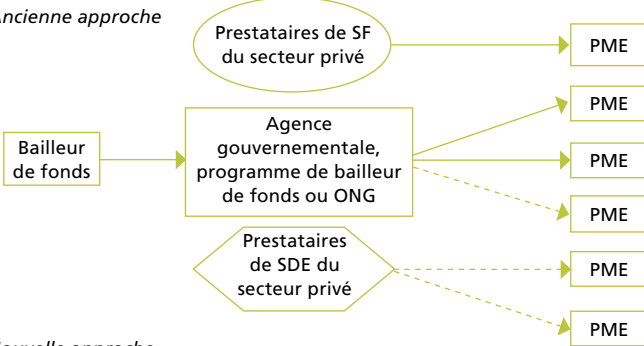 Ancienne approche
Prestataires de SF
du secteur privé
PME
PME
Bailleur
de fonds
Agence
gouvernementale,
programme de bailleur
de fonds ou ONG
PME
PME
Prestataires
de SDE du
secteur privé
PME
PME
approche